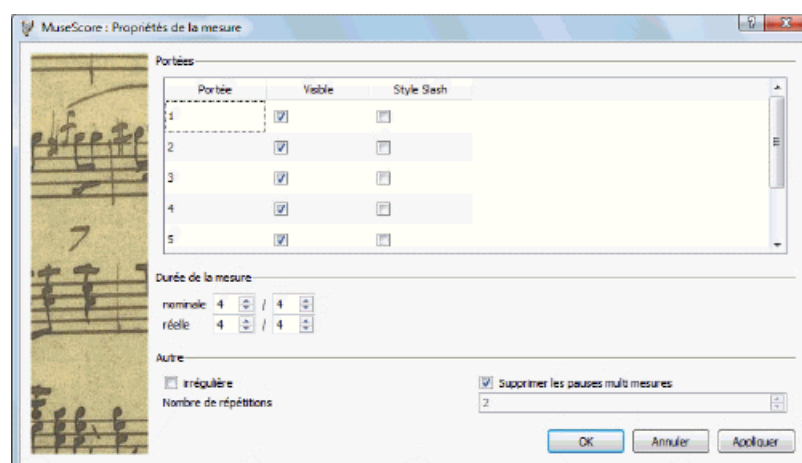 MuseScore : Propriétés de la mesure
Portées
Portée Visible Style Slash
1
2
3
4
5
Durée de la mesure
nominale 4 / 4
réelle 4 / 4
Autre
Irrégulière Supprimer les pauses multi mesures
Nombre de répétitions 2
OK Annuler Appliquer
7